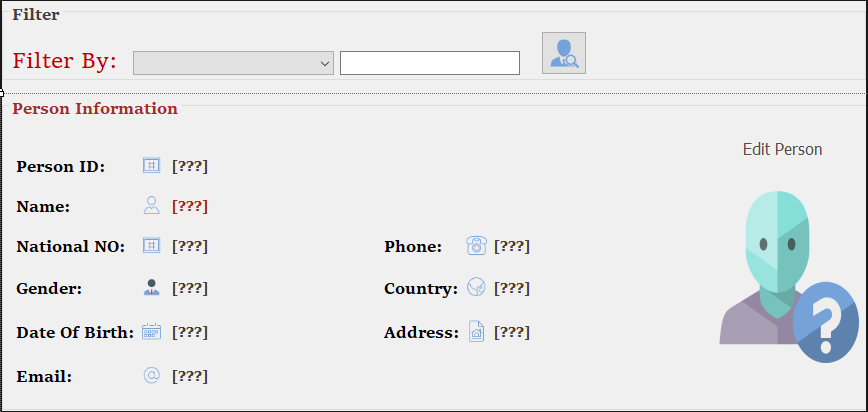 Filter
Filter By:
Person Information
Edit Person
Person ID: [???]
Name: [???]
National NO: [???] Phone: [???]
Gender: [???] Country: [???]
Date Of Birth: [???] Address: [???]
Email: [???]